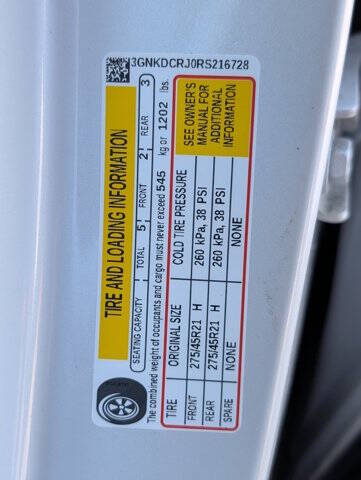 3GNKDCRJ0RS216728
TIRE AND LOADING INFORMATION
SEATING CAPACITY | TOTAL 5 | FRONT 2 | REAR 3
The combined weight of occupants and cargo must never exceed 545 kg or 1202 lbs.
TIRE ORIGINAL SIZE COLD TIRE PRESSURE
FRONT 275/45R21 H 260 kPa, 38 PSI
REAR 275/45R21 H 260 kPa, 38 PSI
SPARE NONE NONE
SEE OWNER'S
MANUAL FOR
ADDITIONAL
INFORMATION